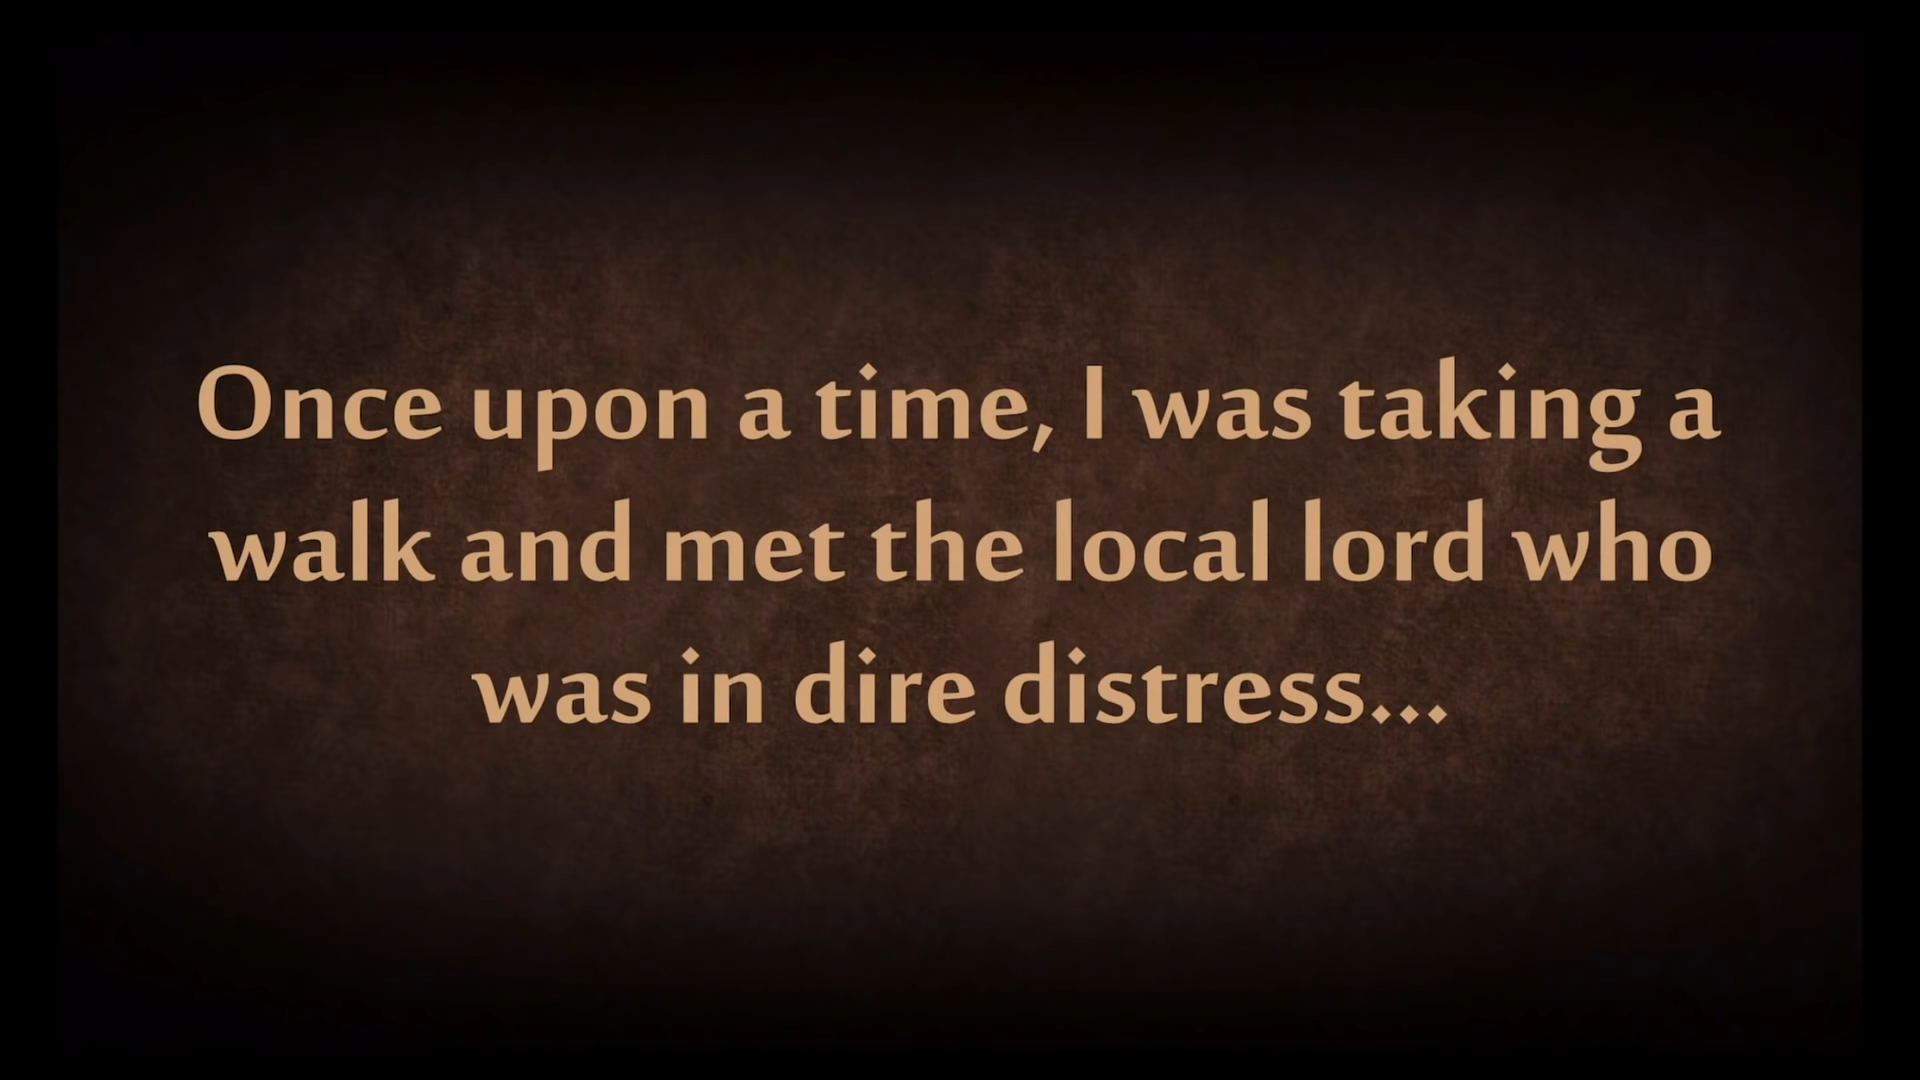 Once upon a time, I was taking a
walk and met the local lord who
was in dire distress...